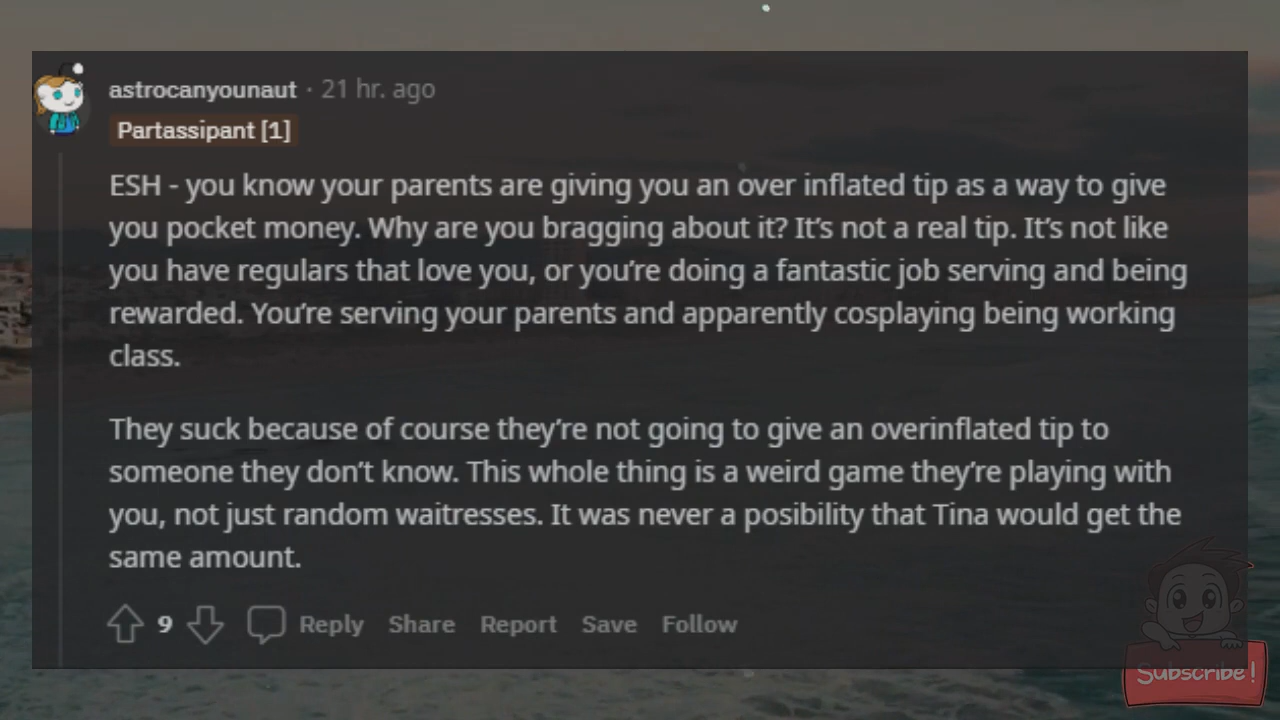 astrocanyounaut · 21 hr. ago
Partassipant [1]
ESH - you know your parents are giving you an over inflated tip as a way to give
you pocket money. Why are you bragging about it? It’s not a real tip. It’s not like
you have regulars that love you, or you’re doing a fantastic job serving and being
rewarded. You’re serving your parents and apparently cosplaying being working
class.
They suck because of course they’re not going to give an overinflated tip to
someone they don’t know. This whole thing is a weird game they’re playing with
you, not just random waitresses. It was never a posibility that Tina would get the
same amount.
9 Reply Share Report Save Follow
Subscribe!